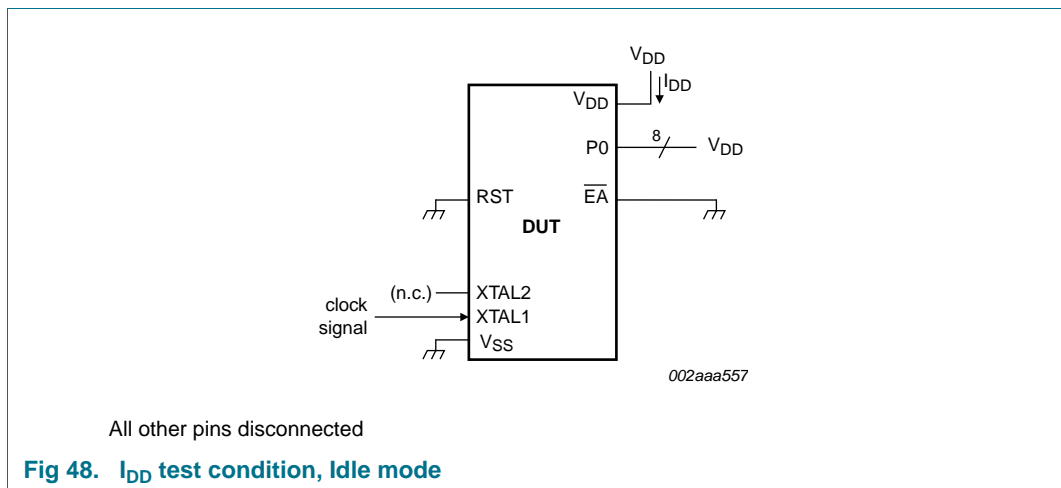 VDD
IDD
VDD
8
P0
VDD
RST
EA
DUT
(n.c.)
XTAL2
clock
signal
XTAL1
VSS
002aaa557
All other pins disconnected
Fig 48. IDD test condition, Idle mode